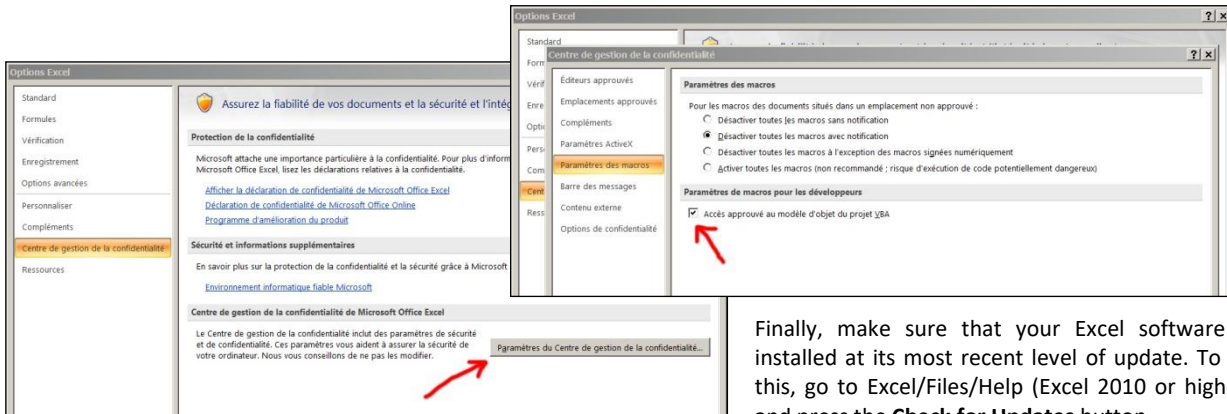 Options Excel
Standard
Formules
Vérification
Enregistrement
Options avancées
Personnaliser
Compléments
Centre de gestion de la confidentialité
Ressources
Assurez la fiabilité de vos documents et la sécurité et
Protection de la confidentialité
Microsoft attache une importance particulière à la confidentialité. Pour plus
Microsoft Office Excel, lisez les déclarations relatives à la confidentialité.
Afficher la déclaration de confidentialité de Microsoft Office Excel
Déclaration de confidentialité de Microsoft Office Online
Programme d'amélioration du produit
Sécurité et informations supplémentaires
En savoir plus sur la protection de la confidentialité et la sécurité grâce à Microsoft
Environnement informatique fiable Microsoft
Centre de gestion de la confidentialité de Microsoft Office Excel
Le Centre de gestion de la confidentialité inclut des paramètres de sécurité
et de confidentialité. Ces paramètres vous aident à assurer la sécurité de
votre ordinateur. Nous vous conseillons de ne pas les modifier.
Paramètres du Centre de gestion de la confidentialité...
Options Excel
Standard
Centre de gestion de la confidentialité
Éditeurs approuvés
Emplacements approuvés
Compléments
Paramètres ActiveX
Paramètres des macros
Barre des messages
Contenu externe
Options de confidentialité
Paramètres des macros
Pour les macros des documents situés dans un emplacement non approuvé :
Désactiver toutes les macros sans notification
Désactiver toutes les macros avec notification
Désactiver toutes les macros à l'exception des macros signées numériquement
Activer toutes les macros (non recommandé ; risque d'exécution de code potentiellement dangereux)
Paramètres de macros pour les développeurs
Accès approuvé au modèle d'objet du projet VBA
Finally, make sure that your Excel software
installed at its most recent level of update. To
this, go to Excel/Files/Help (Excel 2010 or high
and press the Check for Updates button